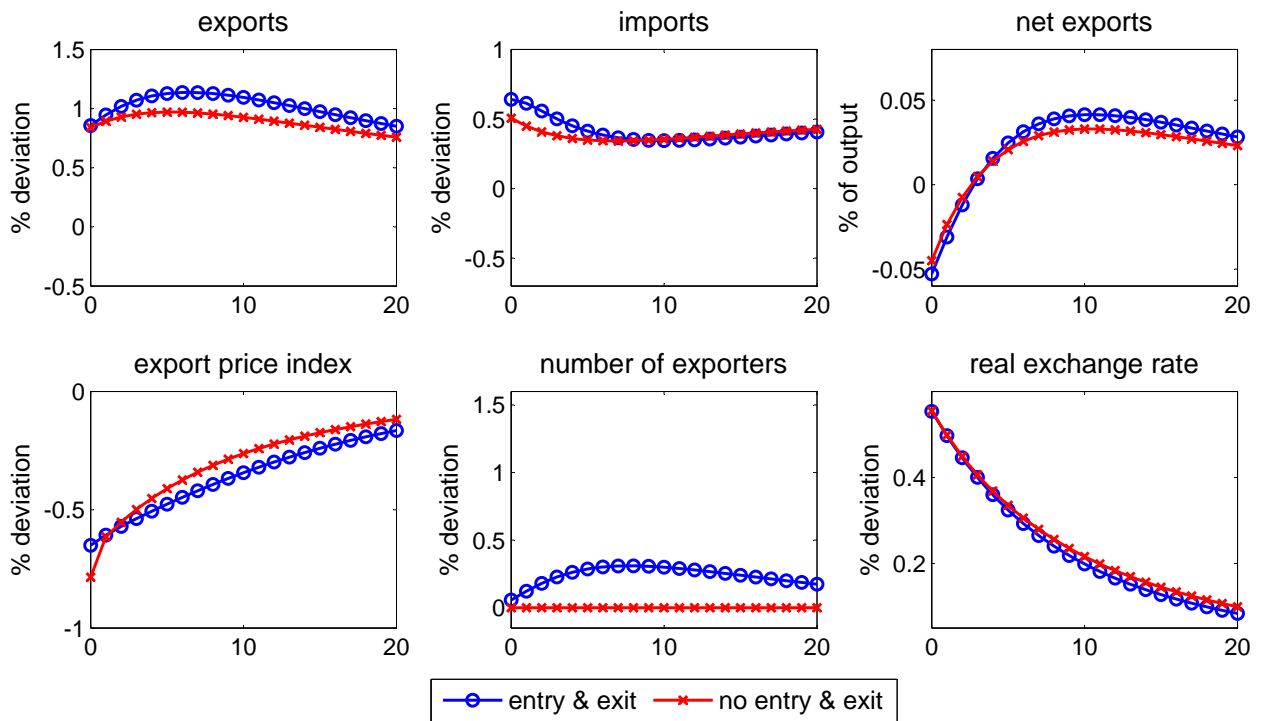 exports
imports
net exports
1.5
1
0.5
0
-0.5
% deviation
0 10 20
1
0.5
0
-0.5
% deviation
0 10 20
0.05
0
-0.05
% of output
0 10 20
export price index
number of exporters
real exchange rate
0
-0.5
-1
% deviation
0 10 20
1.5
1
0.5
0
% deviation
0 10 20
0.4
0.2
% deviation
0 10 20
entry & exit
no entry & exit